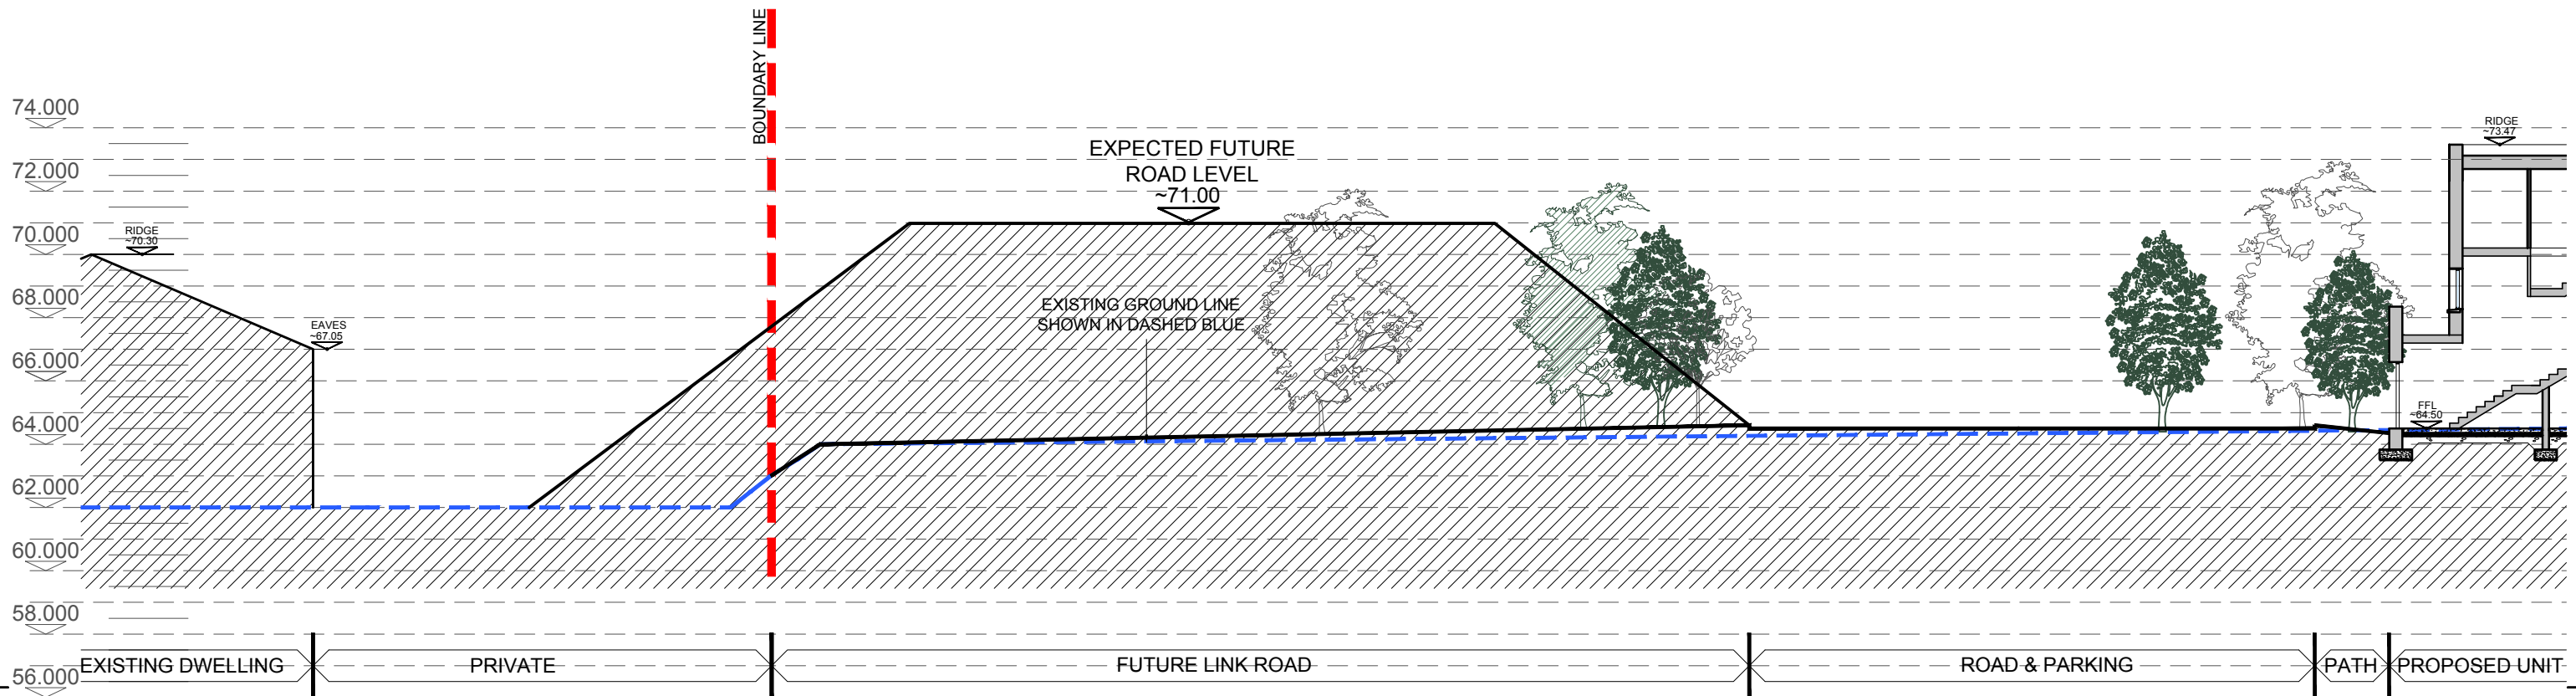 BOUNDARY LINE
74.000
72.000
70.000
68.000
66.000
64.000
62.000
60.000
58.000
56.000
RIDGE
~70.30
EAVES
~67.05
EXPECTED FUTURE
ROAD LEVEL
~71.00
EXISTING GROUND LINE
SHOWN IN DASHED BLUE
RIDGE
~73.47
FFL
~64.50
EXISTING DWELLING
PRIVATE
FUTURE LINK ROAD
ROAD & PARKING
PATH
PROPOSED UNIT